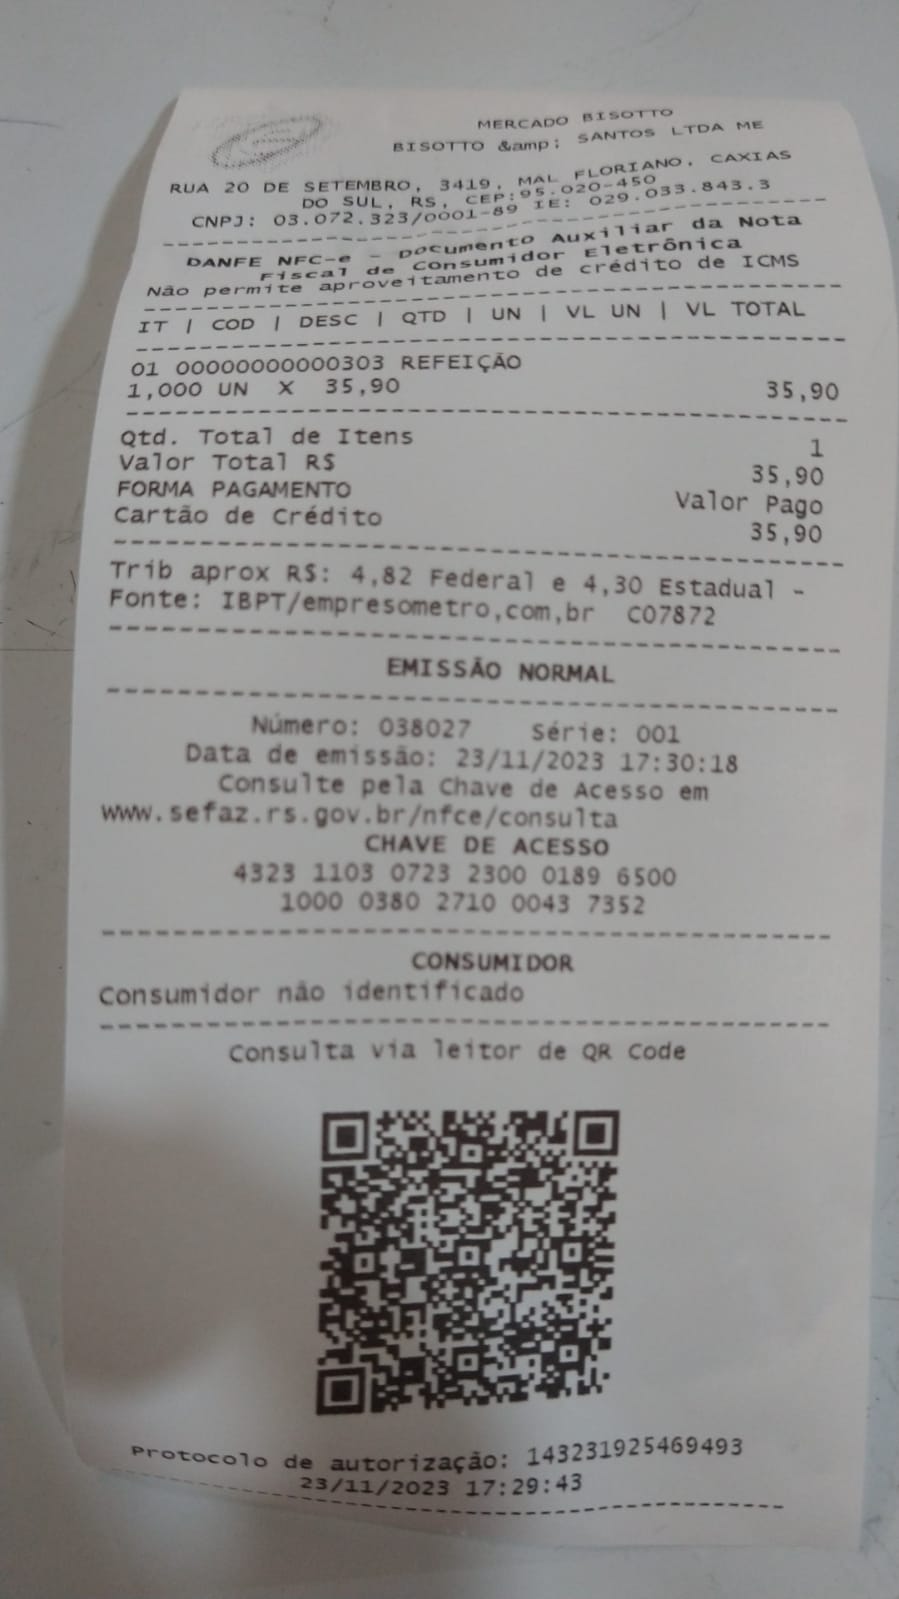 MERCADO BISOTTO
BISOTTO &amp; SANTOS LTDA ME
RUA 20 DE SETEMBRO, 3419, MAL FLORIANO, CAXIAS
DO SUL, RS, CEP:95.020-450
CNPJ: 03.072.323/0001-89 IE: 029.033.843.3
DANFE NFC-e - Documento Auxiliar da Nota
Fiscal de Consumidor Eletrônica
Não permite aproveitamento de crédito de ICMS
IT | COD | DESC | QTD | UN | VL UN | VL TOTAL
01 00000000000303 REFEIÇÃO
1,000 UN X 35,90 35,90
Qtd. Total de Itens 1
Valor Total R$ 35,90
FORMA PAGAMENTO Valor Pago
Cartão de Crédito 35,90
Trib aprox R$: 4,82 Federal e 4,30 Estadual -
Fonte: IBPT/empresometro,com,br C07872
EMISSÃO NORMAL
Número: 038027 Série: 001
Data de emissão: 23/11/2023 17:30:18
Consulte pela Chave de Acesso em
www.sefaz.rs.gov.br/nfce/consulta
CHAVE DE ACESSO
4323 1103 0723 2300 0189 6500
1000 0380 2710 0043 7352
CONSUMIDOR
Consumidor não identificado
Consulta via leitor de QR Code
Protocolo de autorização: 143231925469493
23/11/2023 17:29:43